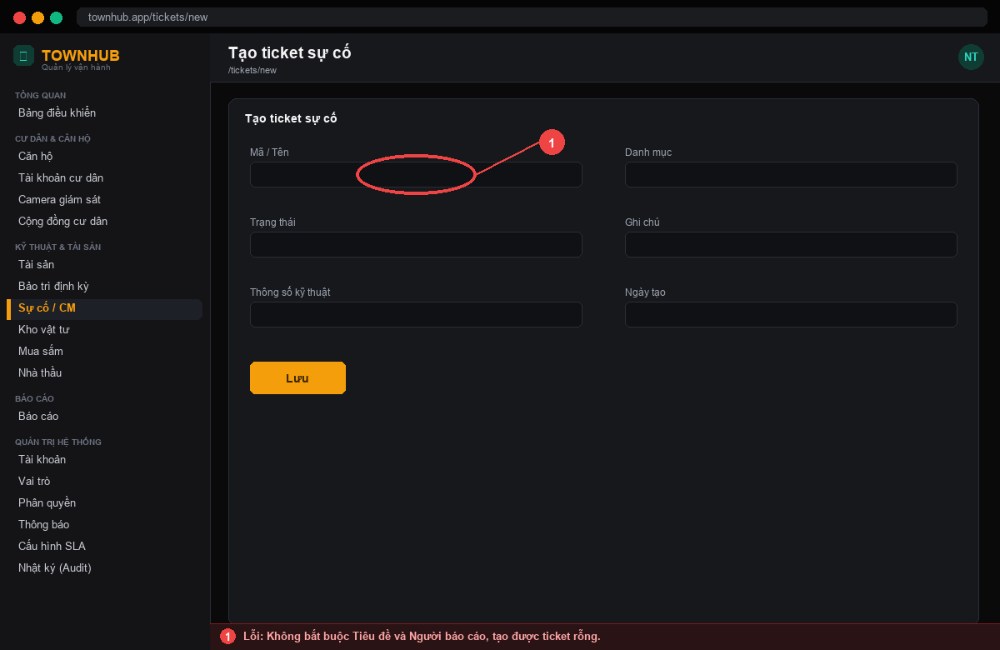 townhub.app/tickets/new
TOWNHUB
Quản lý vận hành
TỔNG QUAN
Bảng điều khiển
CƯ DÂN & CĂN HỘ
Căn hộ
Tài khoản cư dân
Camera giám sát
Cộng đồng cư dân
KỸ THUẬT & TÀI SẢN
Tài sản
Bảo trì định kỳ
Sự cố / CM
Kho vật tư
Mua sắm
Nhà thầu
BÁO CÁO
Báo cáo
QUẢN TRỊ HỆ THỐNG
Tài khoản
Vai trò
Phân quyền
Thông báo
Cấu hình SLA
Nhật ký (Audit)
Tạo ticket sự cố
/tickets/new
NT
Tạo ticket sự cố
1
Mã / Tên
Danh mục
Trạng thái
Ghi chú
Thông số kỹ thuật
Ngày tạo
Lưu
1 Lỗi: Không bắt buộc Tiêu đề và Người báo cáo, tạo được ticket rỗng.